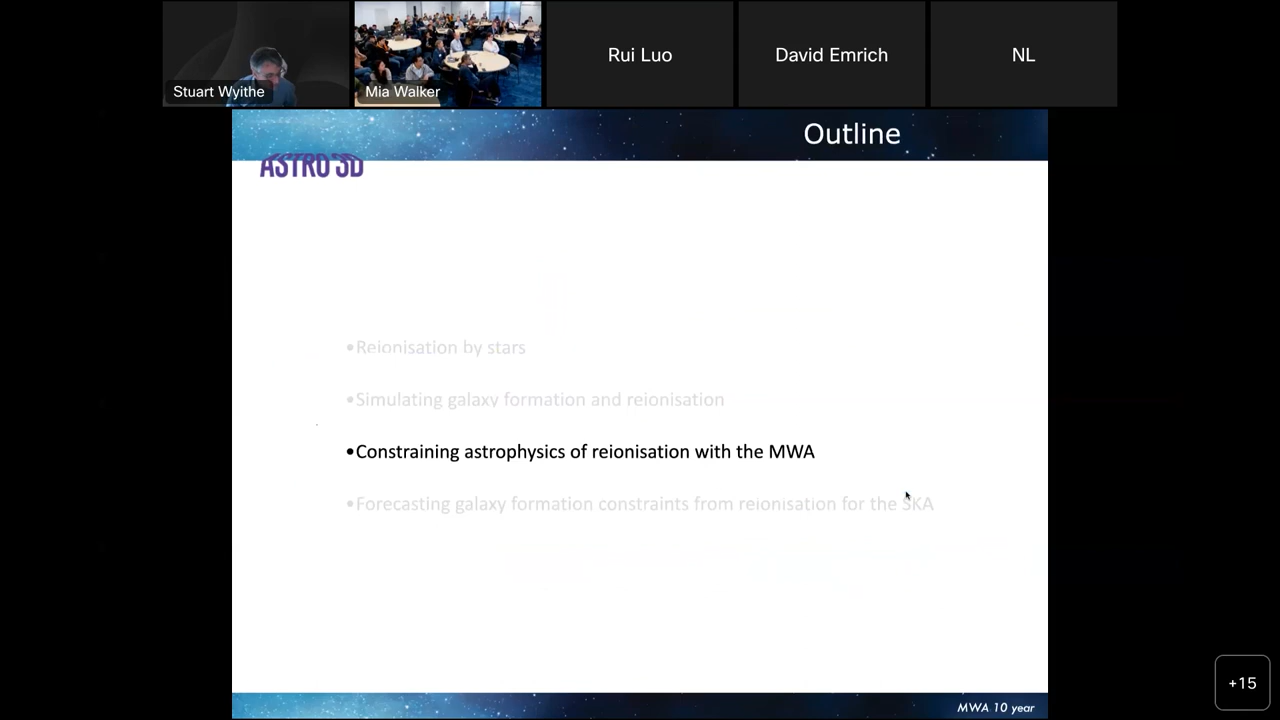 Stuart Wyithe
Mia Walker
Rui Luo
David Emrich
NL
Outline
ASTRO 3D
•Reionisation by stars
•Simulating galaxy formation and reionisation
•Constraining astrophysics of reionisation with the MWA
•Forecasting galaxy formation constraints from reionisation for the SKA
MWA 10 year
+15